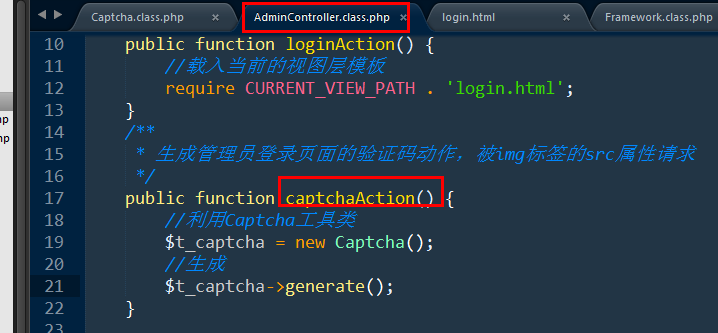 Captcha.class.php × AdminController.class.php × login.html × Framework.class.php
10 public function loginAction() {
11 //载入当前的视图层模板
12 require CURRENT_VIEW_PATH . 'login.html';
13 }
14 /**
15 * 生成管理员登录页面的验证码动作，被img标签的src属性请求
16 */
17 public function captchaAction() {
18 //利用Captcha工具类
19 $t_captcha = new Captcha();
20 //生成
21 $t_captcha->generate();
22 }
23